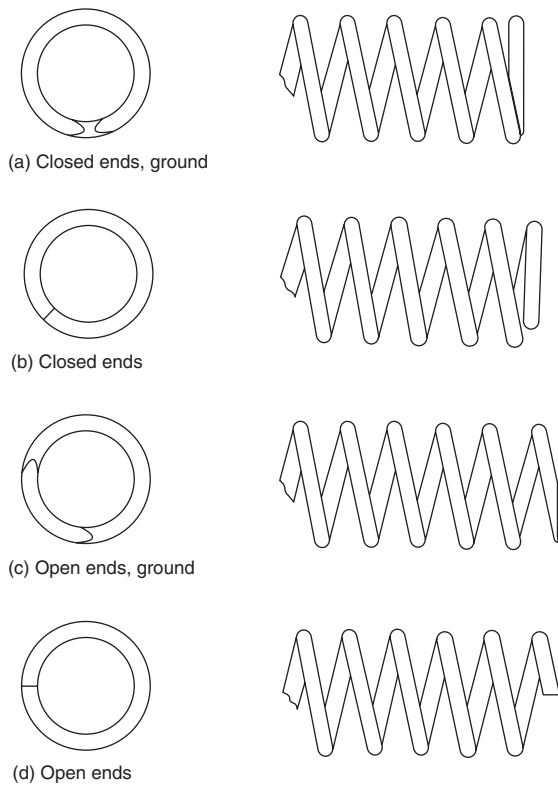 (a) Closed ends, ground
(b) Closed ends
(c) Open ends, ground
(d) Open ends